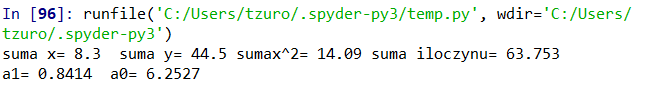 In [96]: runfile('C:/Users/tzuro/.spyder-py3/temp.py', wdir='C:/Users/
tzuro/.spyder-py3')
suma x= 8.3  suma y= 44.5 sumax^2= 14.09 suma iloczynu= 63.753
a1= 0.8414  a0= 6.2527